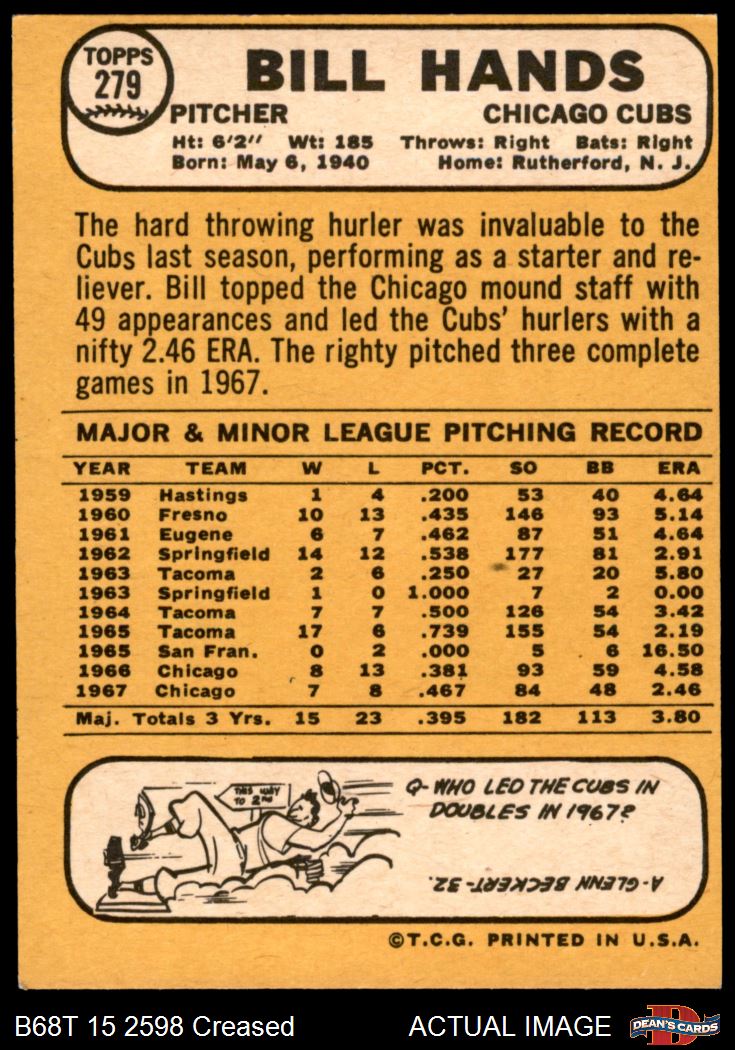 TOPPS
279
BILL HANDS
PITCHER CHICAGO CUBS
Ht: 6'2'' Wt: 185 Throws: Right Bats: Right
Born: May 6, 1940 Home: Rutherford, N. J.
The hard throwing hurler was invaluable to the
Cubs last season, performing as a starter and re-
liever. Bill topped the Chicago mound staff with
49 appearances and led the Cubs' hurlers with a
nifty 2.46 ERA. The righty pitched three complete
games in 1967.
MAJOR & MINOR LEAGUE PITCHING RECORD
YEAR TEAM W L PCT. SO BB ERA
1959 Hastings 1 4 .200 53 40 4.64
1960 Fresno 10 13 .435 146 93 5.14
1961 Eugene 6 7 .462 87 51 4.64
1962 Springfield 14 12 .538 177 81 2.91
1963 Tacoma 2 6 .250 27 20 5.80
1963 Springfield 1 0 1.000 7 2 0.00
1964 Tacoma 7 7 .500 126 54 3.42
1965 Tacoma 17 6 .739 155 54 2.19
1965 San Fran. 0 2 .000 5 6 16.50
1966 Chicago 8 13 .381 93 59 4.58
1967 Chicago 7 8 .467 84 48 2.46
Maj. Totals 3 Yrs. 15 23 .395 182 113 3.80
THIS WAY
TO 2ND
Q- WHO LED THE CUBS IN
DOUBLES IN 1967?
A- GLENN BECKERT-32.
©T.C.G. PRINTED IN U.S.A.
B68T 15 2598 Creased ACTUAL IMAGE
D
DEAN'S CARDS